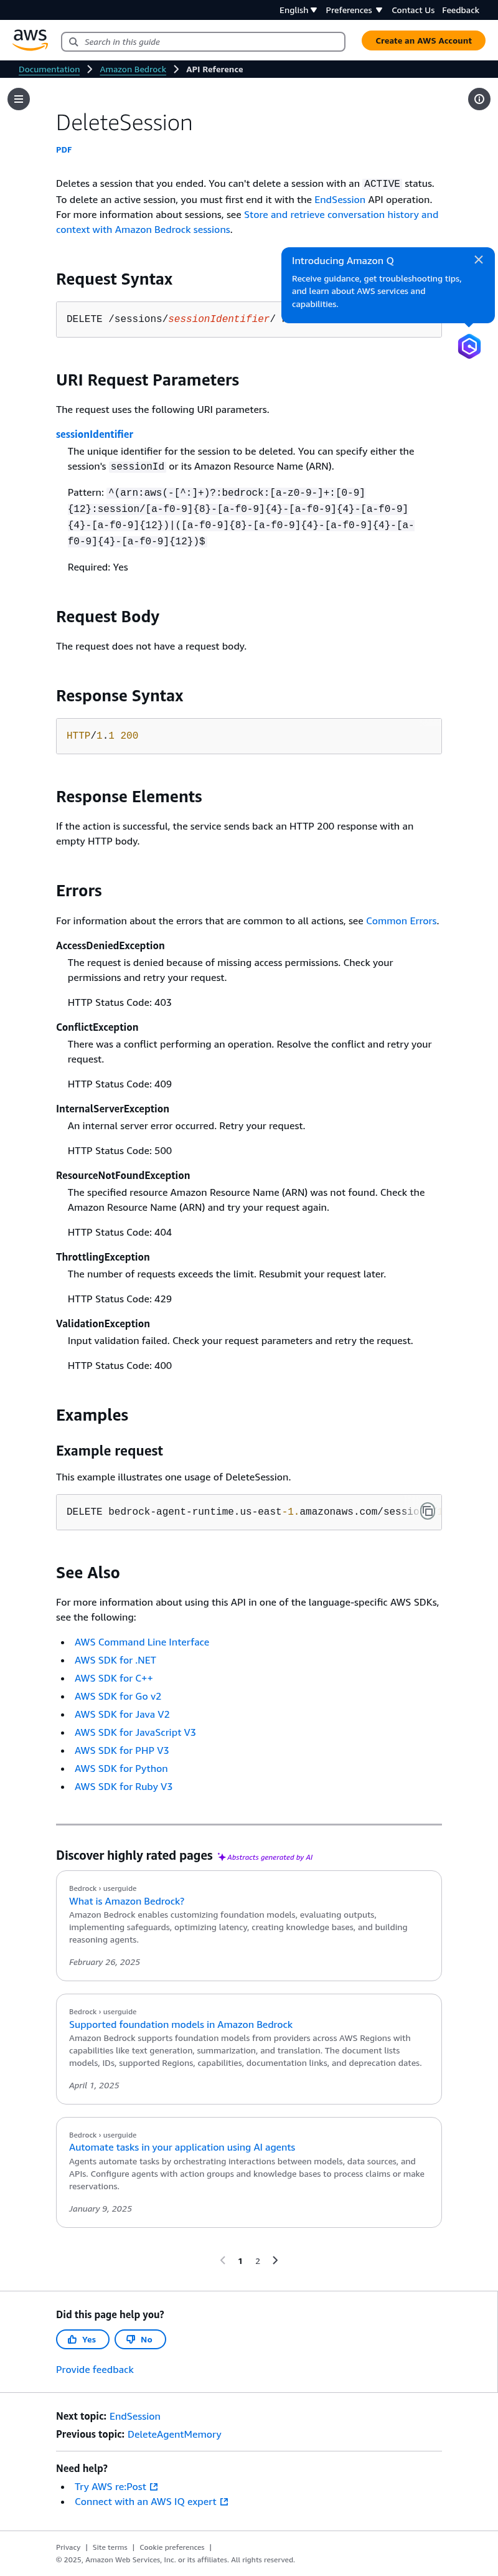 English Preferences Contact Us Feedback
aws
Search in this guide
Create an AWS Account
Documentation Amazon Bedrock API Reference
DeleteSession
PDF
Deletes a session that you ended. You can't delete a session with an ACTIVE status.
To delete an active session, you must first end it with the EndSession API operation.
For more information about sessions, see Store and retrieve conversation history and
context with Amazon Bedrock sessions.
Introducing Amazon Q
Receive guidance, get troubleshooting tips,
and learn about AWS services and
capabilities.
Request Syntax
DELETE /sessions/sessionIdentifier/
URI Request Parameters
The request uses the following URI parameters.
sessionIdentifier
The unique identifier for the session to be deleted. You can specify either the
session's sessionId or its Amazon Resource Name (ARN).
Pattern: ^(arn:aws(-[^:]+)?:bedrock:[a-z0-9-]+:[0-9]
{12}:session/[a-f0-9]{8}-[a-f0-9]{4}-[a-f0-9]{4}-[a-f0-9]
{4}-[a-f0-9]{12})|([a-f0-9]{8}-[a-f0-9]{4}-[a-f0-9]{4}-[a-
f0-9]{4}-[a-f0-9]{12})$
Required: Yes
Request Body
The request does not have a request body.
Response Syntax
HTTP/1.1 200
Response Elements
If the action is successful, the service sends back an HTTP 200 response with an
empty HTTP body.
Errors
For information about the errors that are common to all actions, see Common Errors.
AccessDeniedException
The request is denied because of missing access permissions. Check your
permissions and retry your request.
HTTP Status Code: 403
ConflictException
There was a conflict performing an operation. Resolve the conflict and retry your
request.
HTTP Status Code: 409
InternalServerException
An internal server error occurred. Retry your request.
HTTP Status Code: 500
ResourceNotFoundException
The specified resource Amazon Resource Name (ARN) was not found. Check the
Amazon Resource Name (ARN) and try your request again.
HTTP Status Code: 404
ThrottlingException
The number of requests exceeds the limit. Resubmit your request later.
HTTP Status Code: 429
ValidationException
Input validation failed. Check your request parameters and retry the request.
HTTP Status Code: 400
Examples
Example request
This example illustrates one usage of DeleteSession.
DELETE bedrock-agent-runtime.us-east-1.amazonaws.com/sessio
See Also
For more information about using this API in one of the language-specific AWS SDKs,
see the following:
• AWS Command Line Interface
• AWS SDK for .NET
• AWS SDK for C++
• AWS SDK for Go v2
• AWS SDK for Java V2
• AWS SDK for JavaScript V3
• AWS SDK for PHP V3
• AWS SDK for Python
• AWS SDK for Ruby V3
Discover highly rated pages Abstracts generated by AI
Bedrock › userguide
What is Amazon Bedrock?
Amazon Bedrock enables customizing foundation models, evaluating outputs,
implementing safeguards, optimizing latency, creating knowledge bases, and building
reasoning agents.
February 26, 2025
Bedrock › userguide
Supported foundation models in Amazon Bedrock
Amazon Bedrock supports foundation models from providers across AWS Regions with
capabilities like text generation, summarization, and translation. The document lists
models, IDs, supported Regions, capabilities, documentation links, and deprecation dates.
April 1, 2025
Bedrock › userguide
Automate tasks in your application using AI agents
Agents automate tasks by orchestrating interactions between models, data sources, and
APIs. Configure agents with action groups and knowledge bases to process claims or make
reservations.
January 9, 2025
1 2
Did this page help you?
Yes No
Provide feedback
Next topic: EndSession
Previous topic: DeleteAgentMemory
Need help?
• Try AWS re:Post
• Connect with an AWS IQ expert
Privacy | Site terms | Cookie preferences |
© 2025, Amazon Web Services, Inc. or its affiliates. All rights reserved.